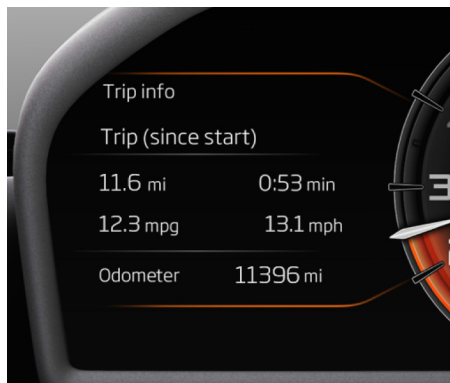 Trip info
Trip (since start)
11.6 mi 0:53 min
12.3 mpg 13.1 mph
Odometer 11396 mi
3